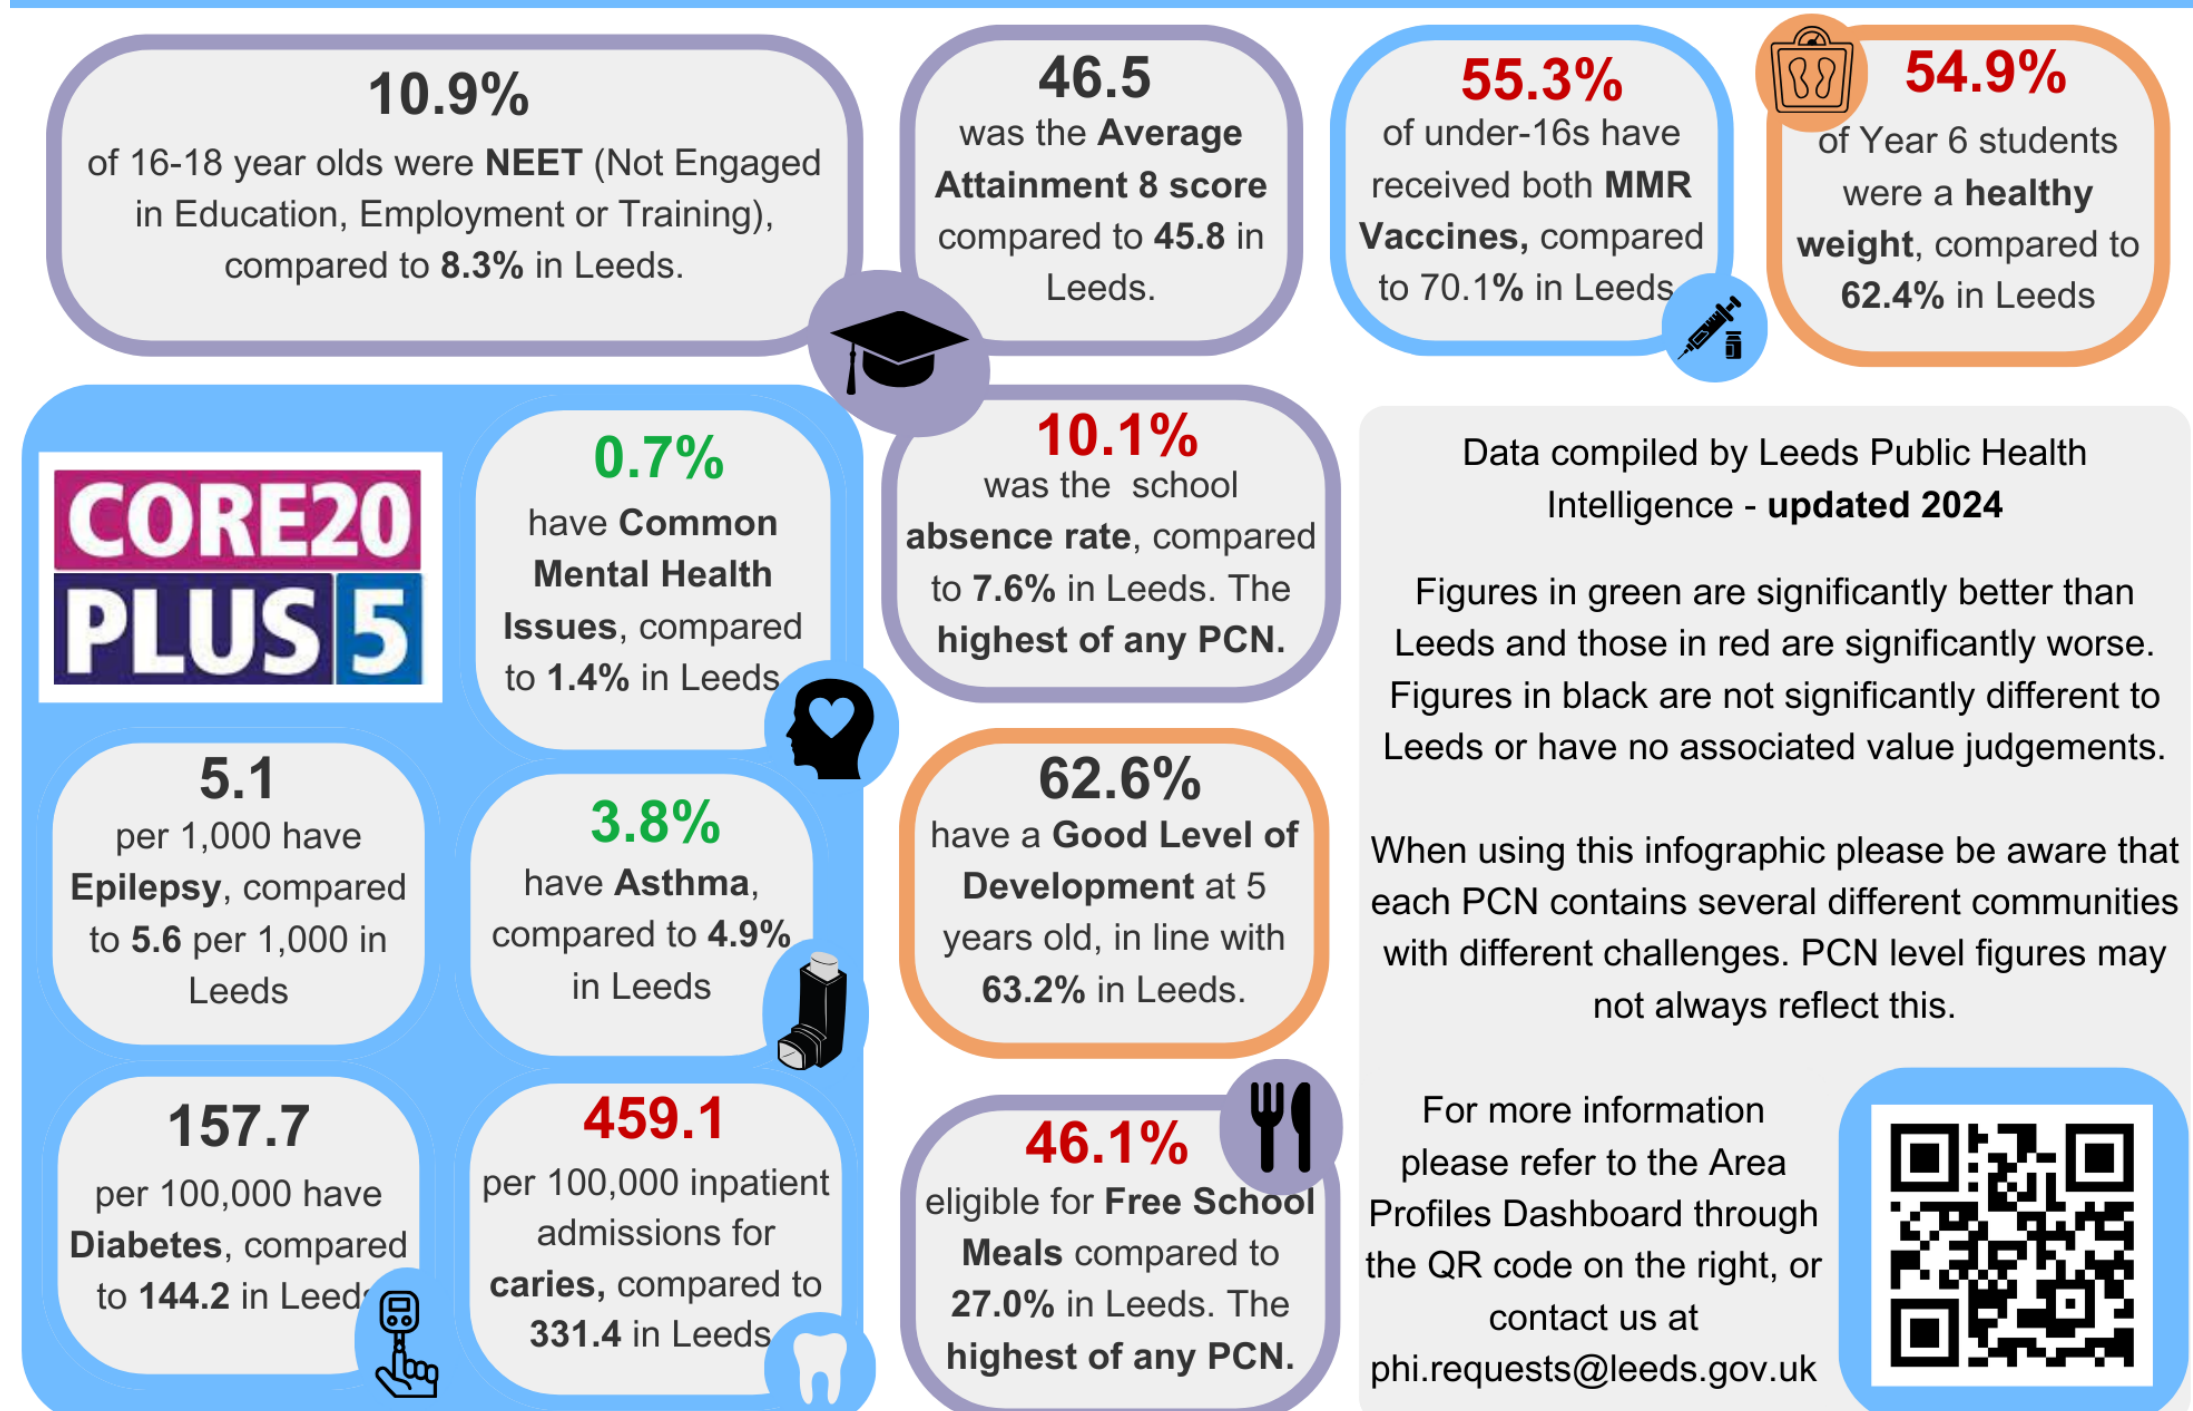 10.9%
of 16-18 year olds were NEET (Not Engaged
in Education, Employment or Training),
compared to 8.3% in Leeds.
46.5
was the Average
Attainment 8 score
compared to 45.8 in
Leeds.
55.3%
of under-16s have
received both MMR
Vaccines, compared
to 70.1% in Leeds
54.9%
of Year 6 students
were a healthy
weight, compared to
62.4% in Leeds
CORE20
PLUS 5
0.7%
have Common
Mental Health
Issues, compared
to 1.4% in Leeds
5.1
per 1,000 have
Epilepsy, compared
to 5.6 per 1,000 in
Leeds
3.8%
have Asthma,
compared to 4.9%
in Leeds
157.7
per 100,000 have
Diabetes, compared
to 144.2 in Leeds
459.1
per 100,000 inpatient
admissions for
caries, compared to
331.4 in Leeds
10.1%
was the school
absence rate, compared
to 7.6% in Leeds. The
highest of any PCN.
62.6%
have a Good Level of
Development at 5
years old, in line with
63.2% in Leeds.
46.1%
eligible for Free School
Meals compared to
27.0% in Leeds. The
highest of any PCN.
Data compiled by Leeds Public Health
Intelligence - updated 2024
Figures in green are significantly better than
Leeds and those in red are significantly worse.
Figures in black are not significantly different to
Leeds or have no associated value judgements.
When using this infographic please be aware that
each PCN contains several different communities
with different challenges. PCN level figures may
not always reflect this.
For more information
please refer to the Area
Profiles Dashboard through
the QR code on the right, or
contact us at
phi.requests@leeds.gov.uk